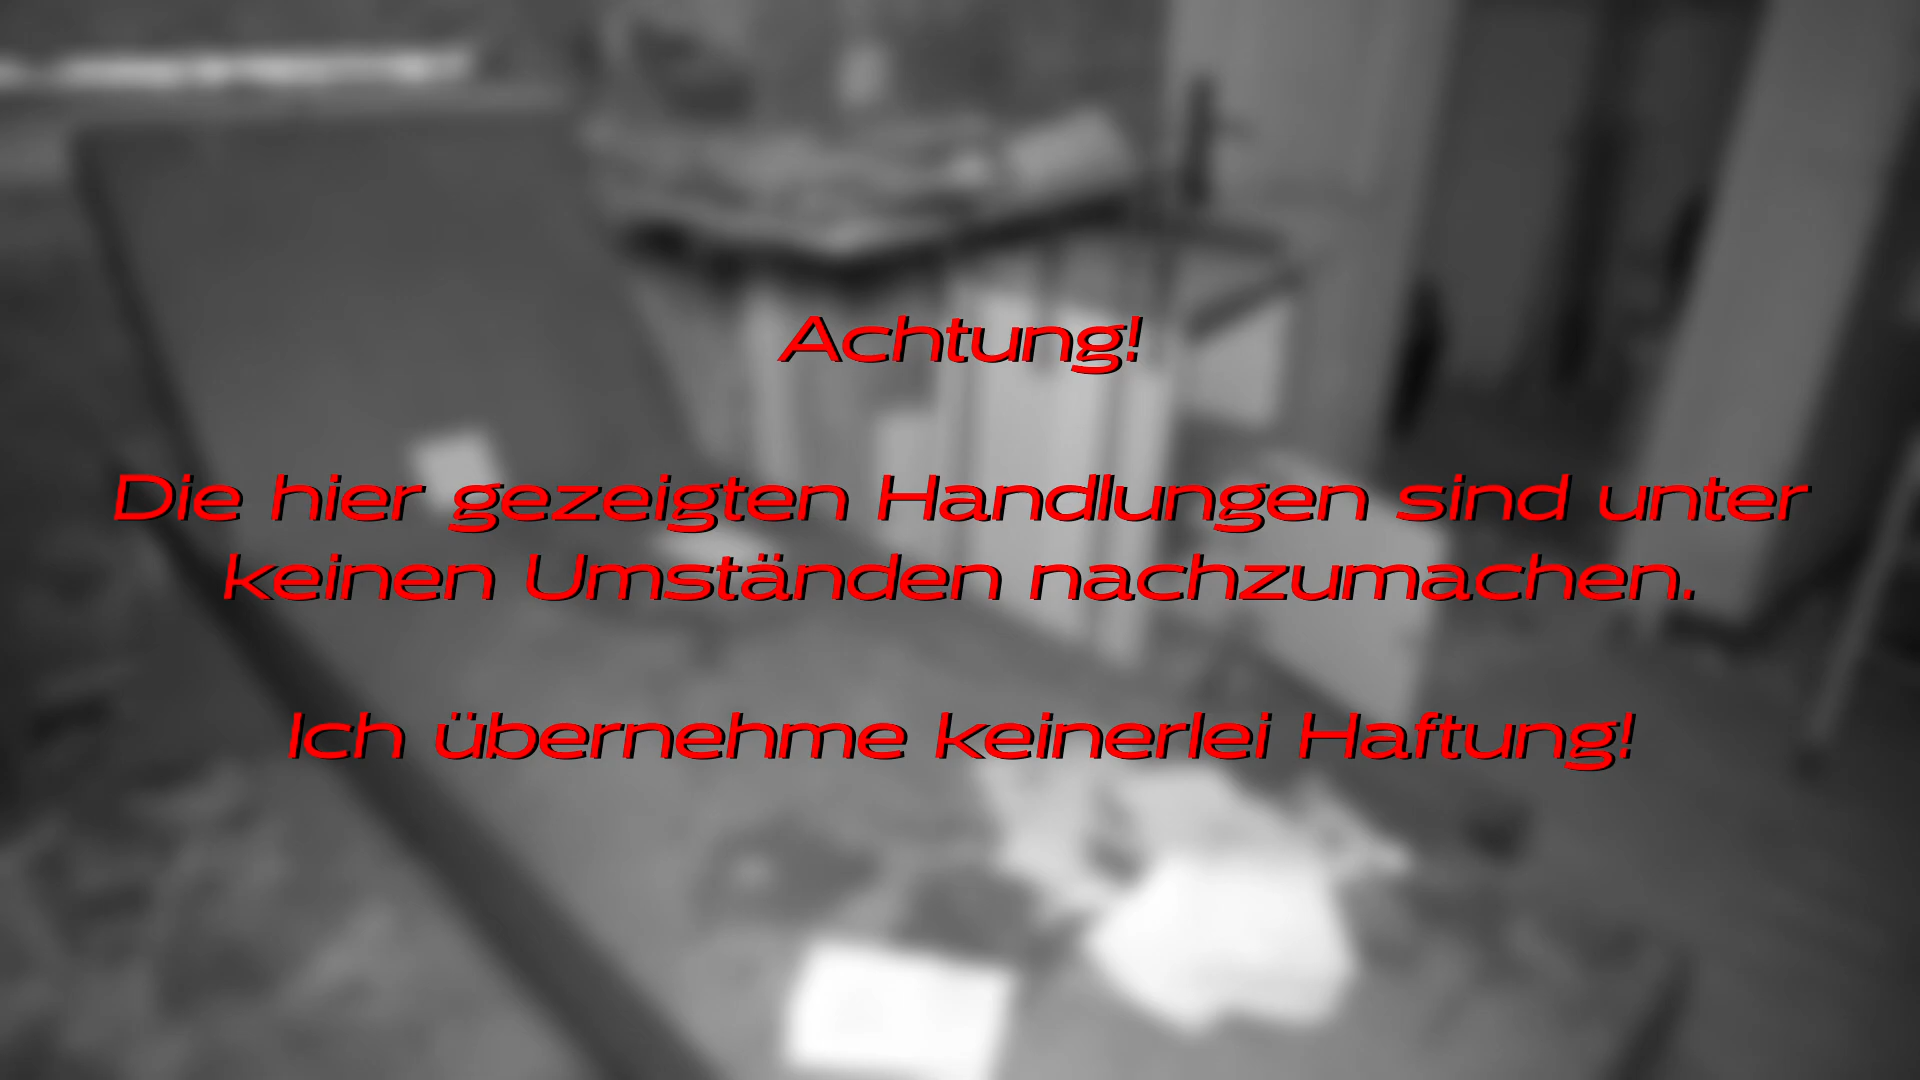 Achtung!
Die hier gezeigten Handlungen sind unter
keinen Umständen nachzumachen.
Ich übernehme keinerlei Haftung!